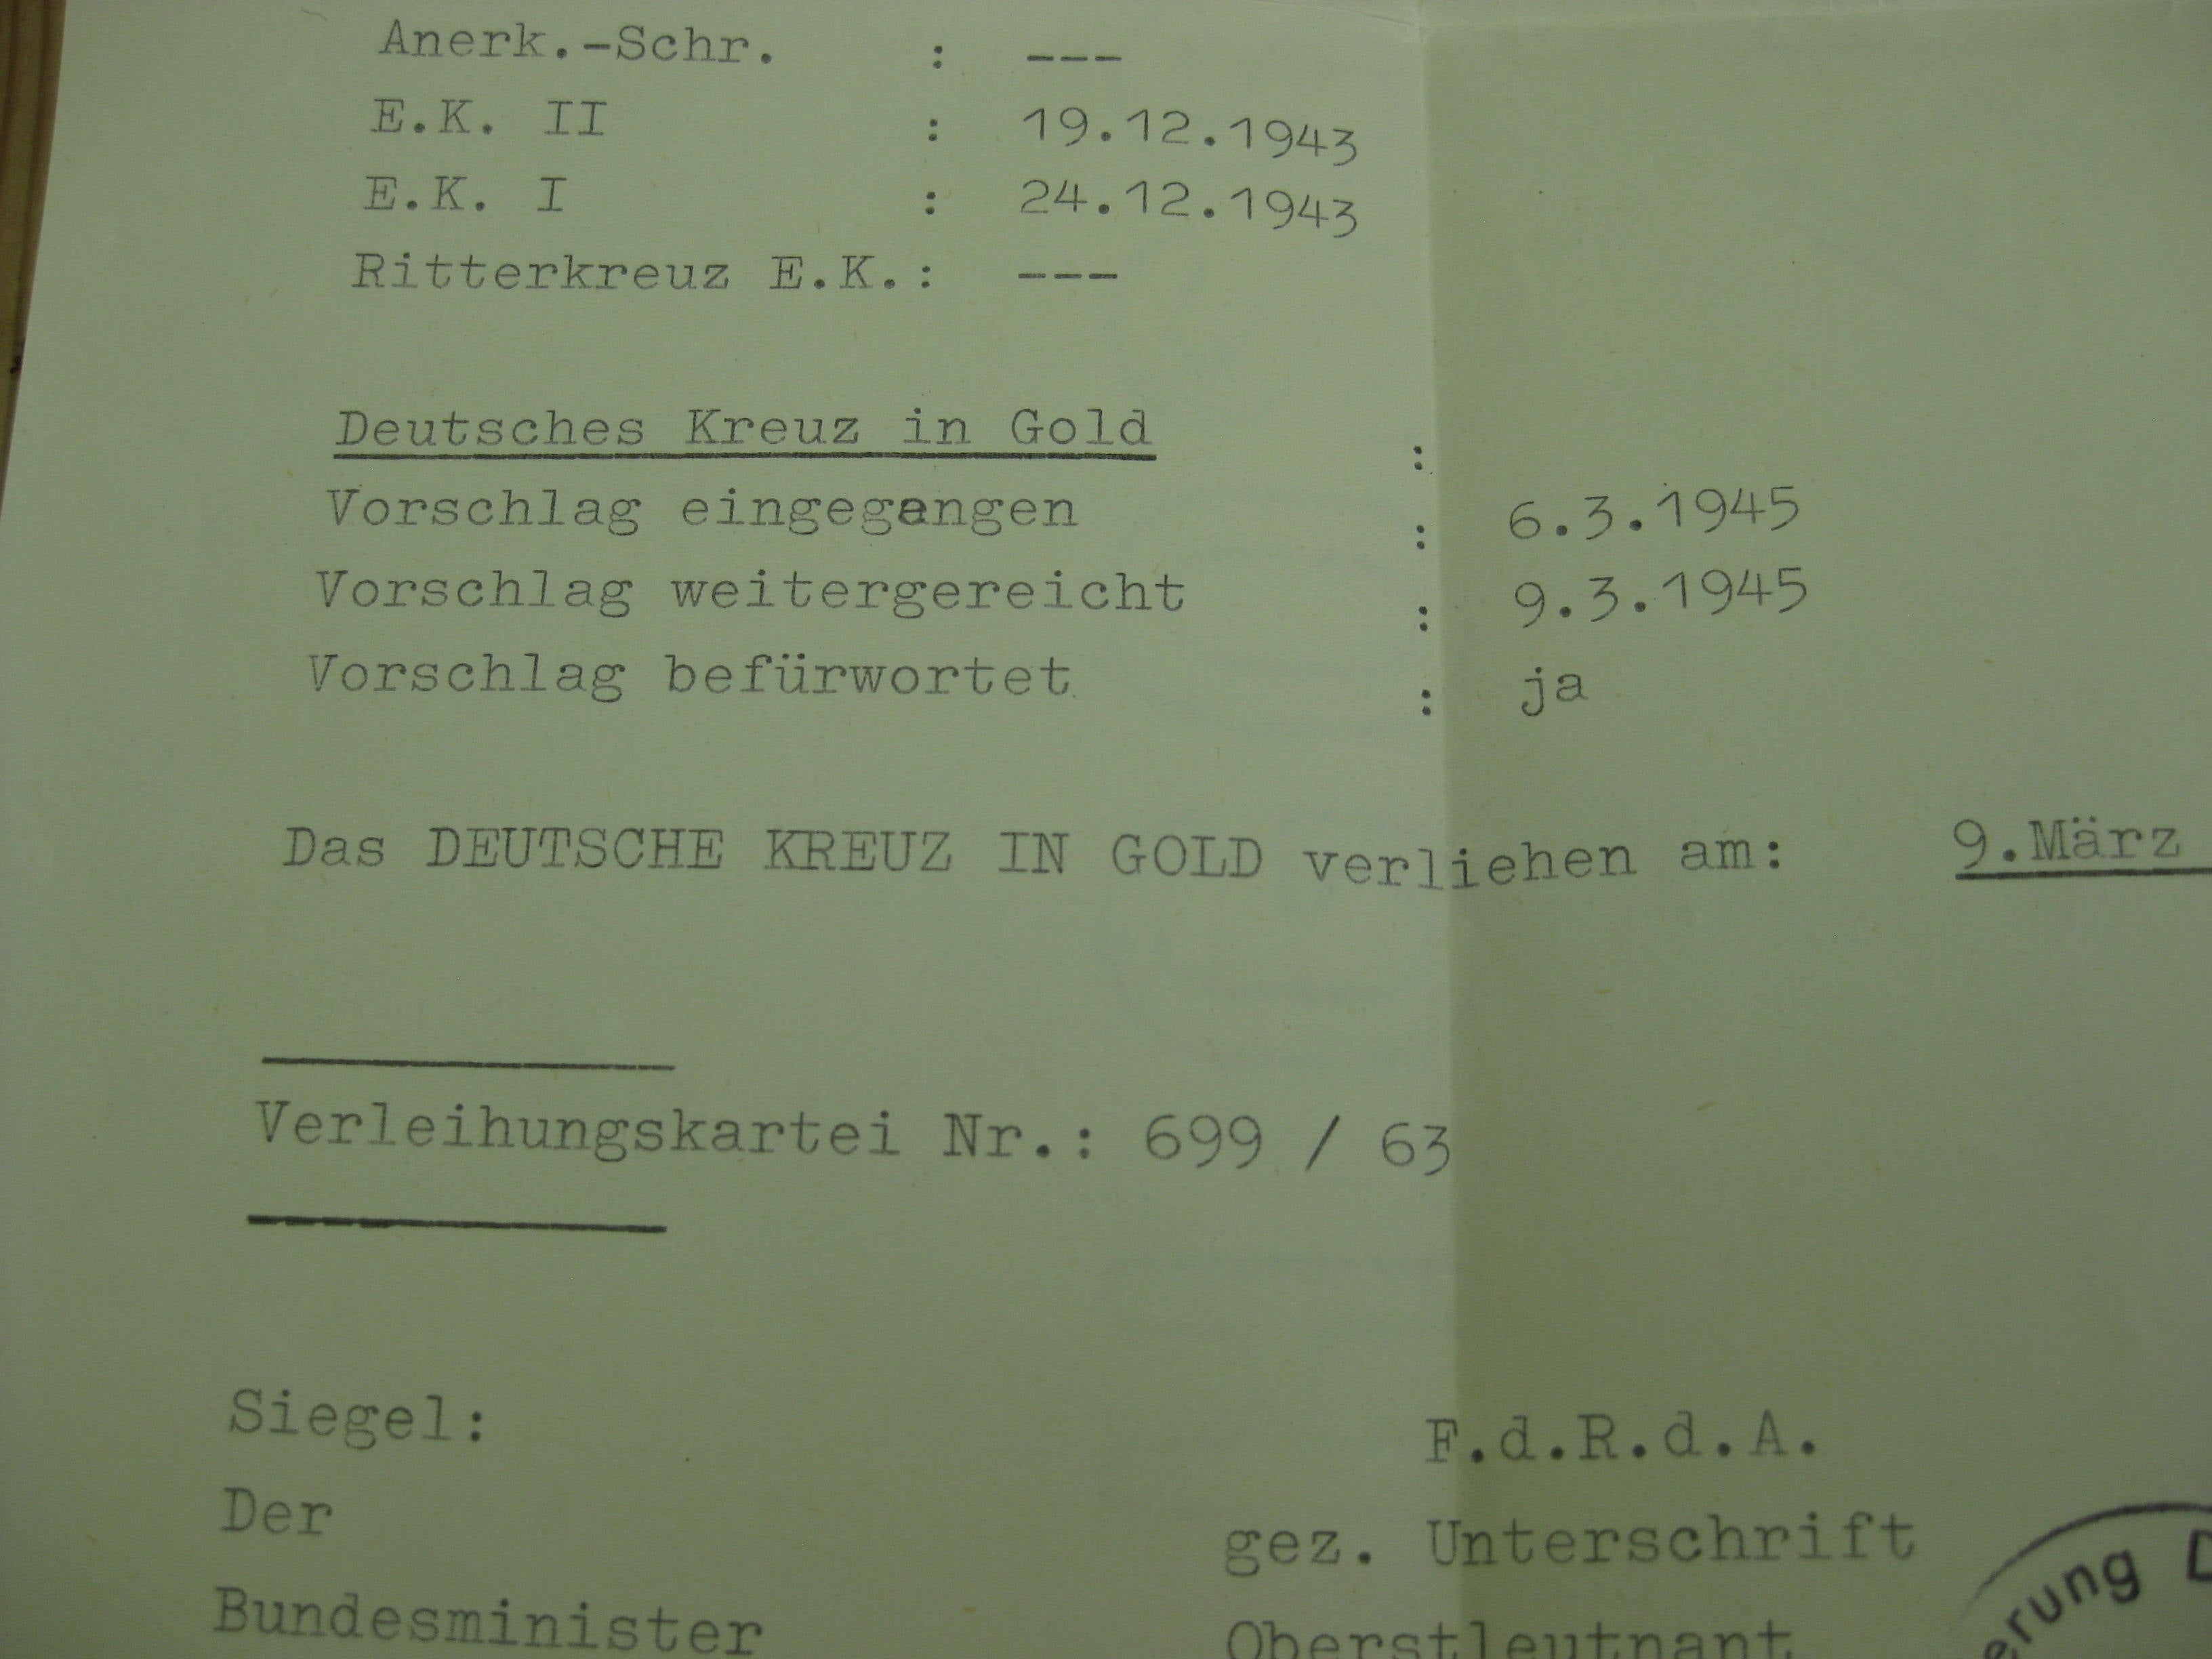 Anerk.-Schr. : ---
E.K. II : 19.12.1943
E.K. I : 24.12.1943
Ritterkreuz E.K.: ---
Deutsches Kreuz in Gold :
Vorschlag eingegangen : 6.3.1945
Vorschlag weitergereicht : 9.3.1945
Vorschlag befürwortet : ja
Das DEUTSCHE KREUZ IN GOLD verliehen am: 9.März
Verleihungskartei Nr.: 699 / 63
Siegel: F.d.R.d.A.
Der gez. Unterschrift
Bundesminister Oberstleutnant
erung D